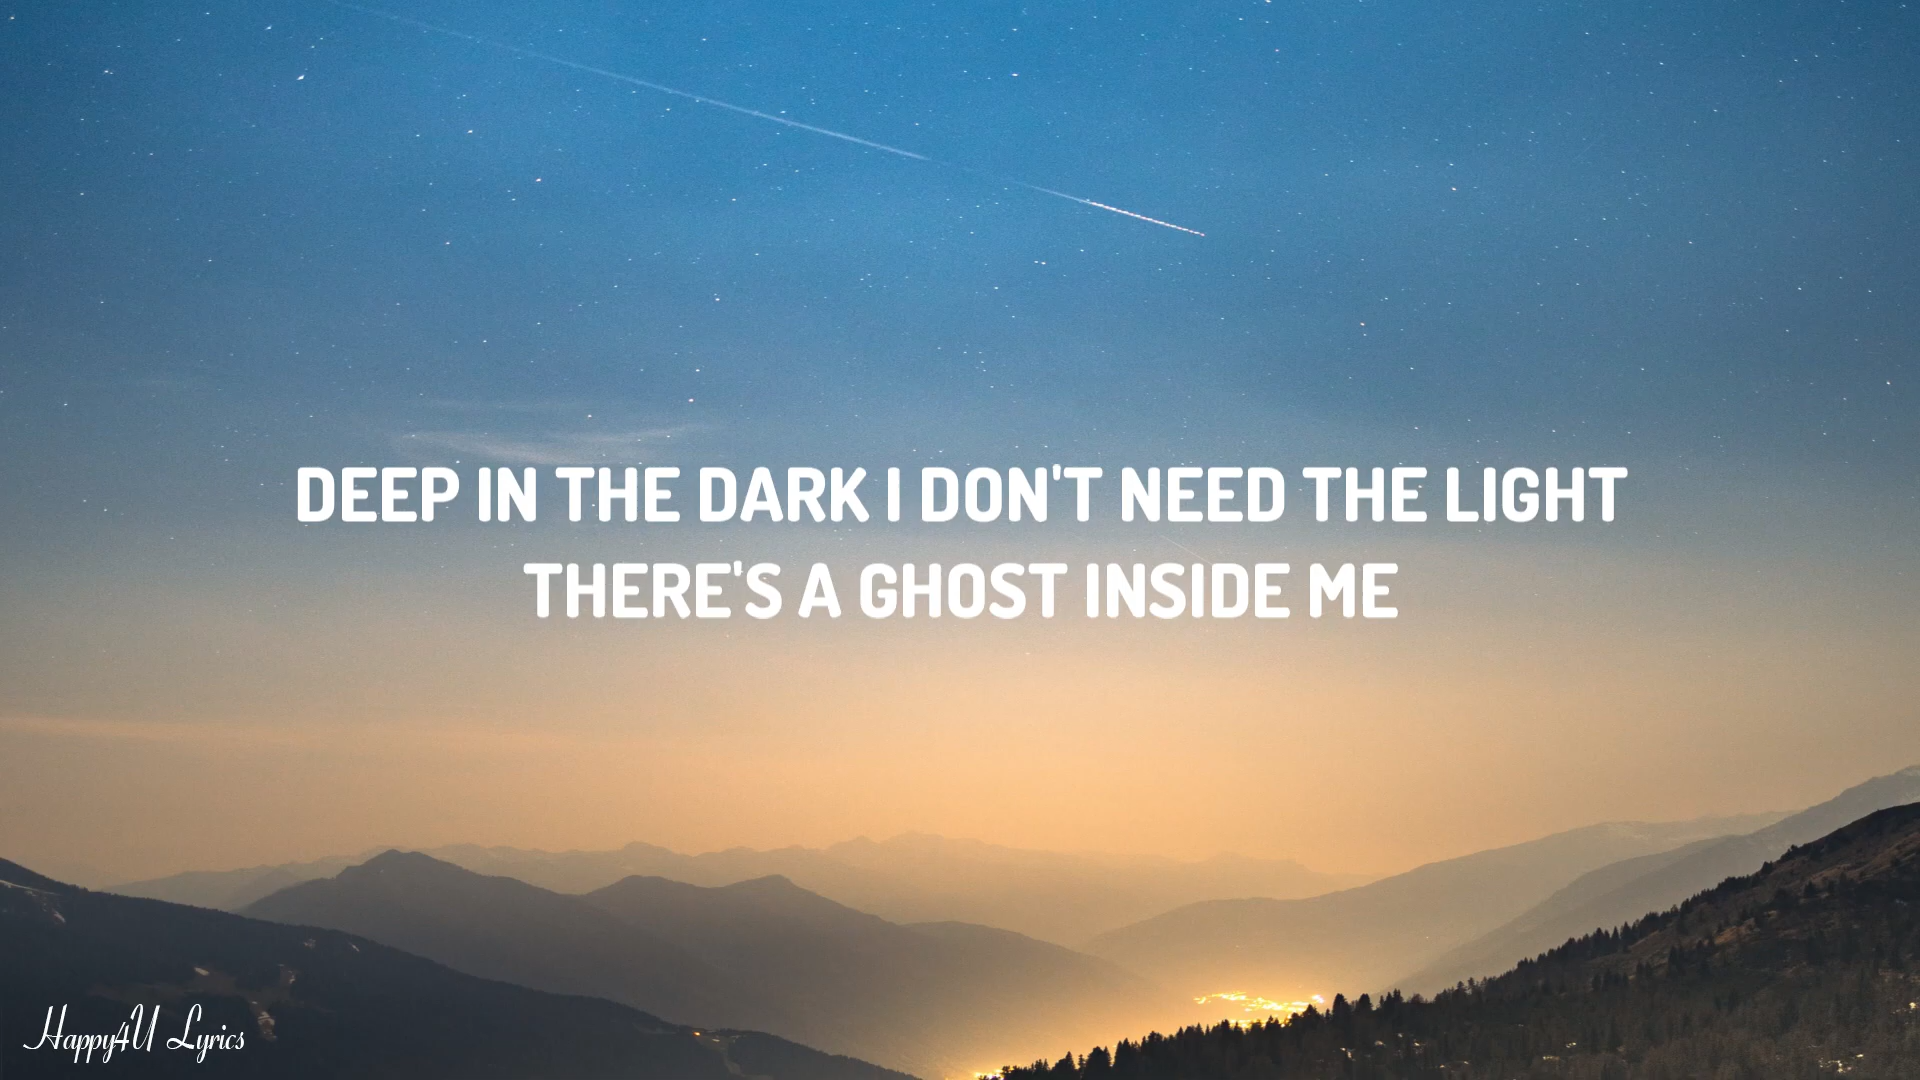 DEEP IN THE DARK I DON'T NEED THE LIGHT
THERE'S A GHOST INSIDE ME
Happy4U Lyrics